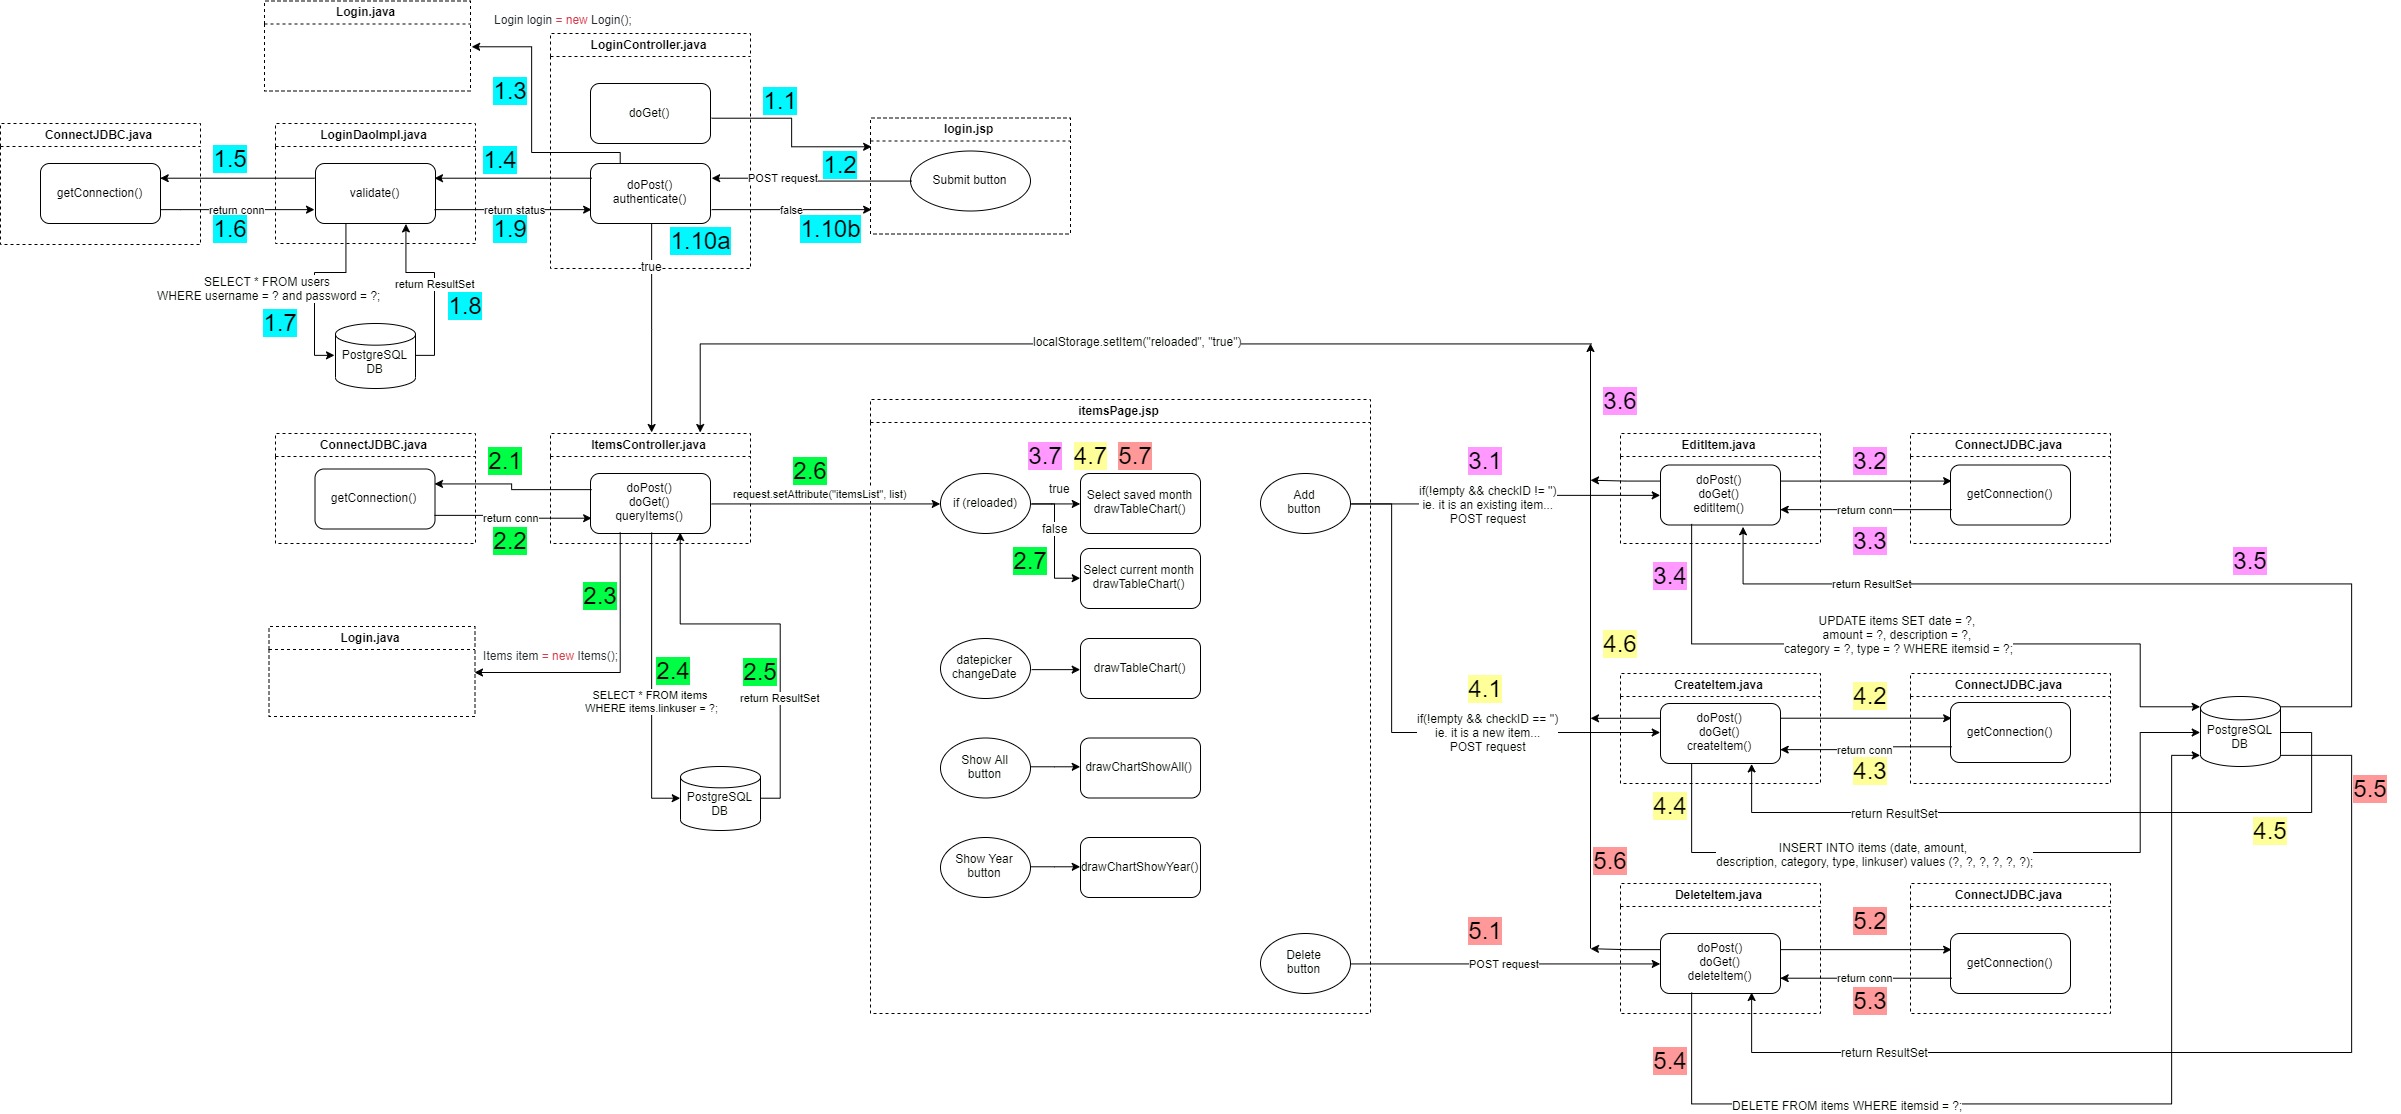 Login.java
Login login = new Login();
LoginController.java
1.3
doGet()
1.1
login.jsp
ConnectJDBC.java
LoginDaoImpl.java
1.5
1.4
1.2
getConnection()
validate()
doPost()
authenticate()
POST request
Submit button
return conn
return status
false
1.6
1.9
1.10a
1.10b
true
SELECT * FROM users
WHERE username = ? and password = ?;
return ResultSet
1.7
1.8
PostgreSQL
DB
localStorage.setItem("reloaded", "true")
3.6
itemsPage.jsp
ConnectJDBC.java
ItemsController.java
2.1
getConnection()
doPost()
doGet()
queryItems()
2.6
request.setAttribute("itemsList", list)
return conn
2.2
2.3
Login.java
Items item = new Items();
2.4
SELECT * FROM items
WHERE items.linkuser = ?;
2.5
return ResultSet
PostgreSQL
DB
3.7
4.7
5.7
if (reloaded)
true
Select saved month
drawTableChart()
false
2.7
Select current month
drawTableChart()
datepicker
changeDate
drawTableChart()
Show All
button
drawChartShowAll()
Show Year
button
drawChartShowYear()
Add
button
Delete
button
3.1
if(!empty && checkID != '')
ie. it is an existing item...
POST request
EditItem.java
doPost()
doGet()
editItem()
3.2
ConnectJDBC.java
getConnection()
return conn
3.3
3.4
3.5
return ResultSet
UPDATE items SET date = ?,
amount = ?, description = ?,
category = ?, type = ? WHERE itemsid = ?;
4.6
4.1
if(!empty && checkID == '')
ie. it is a new item...
POST request
CreateItem.java
doPost()
doGet()
createItem()
4.2
ConnectJDBC.java
getConnection()
return conn
4.3
PostgreSQL
DB
4.4
return ResultSet
4.5
5.5
INSERT INTO items (date, amount,
description, category, type, linkuser) values (?, ?, ?, ?, ?, ?);
5.6
5.1
POST request
DeleteItem.java
doPost()
doGet()
deleteItem()
5.2
ConnectJDBC.java
getConnection()
return conn
5.3
5.4
return ResultSet
DELETE FROM items WHERE itemsid = ?;